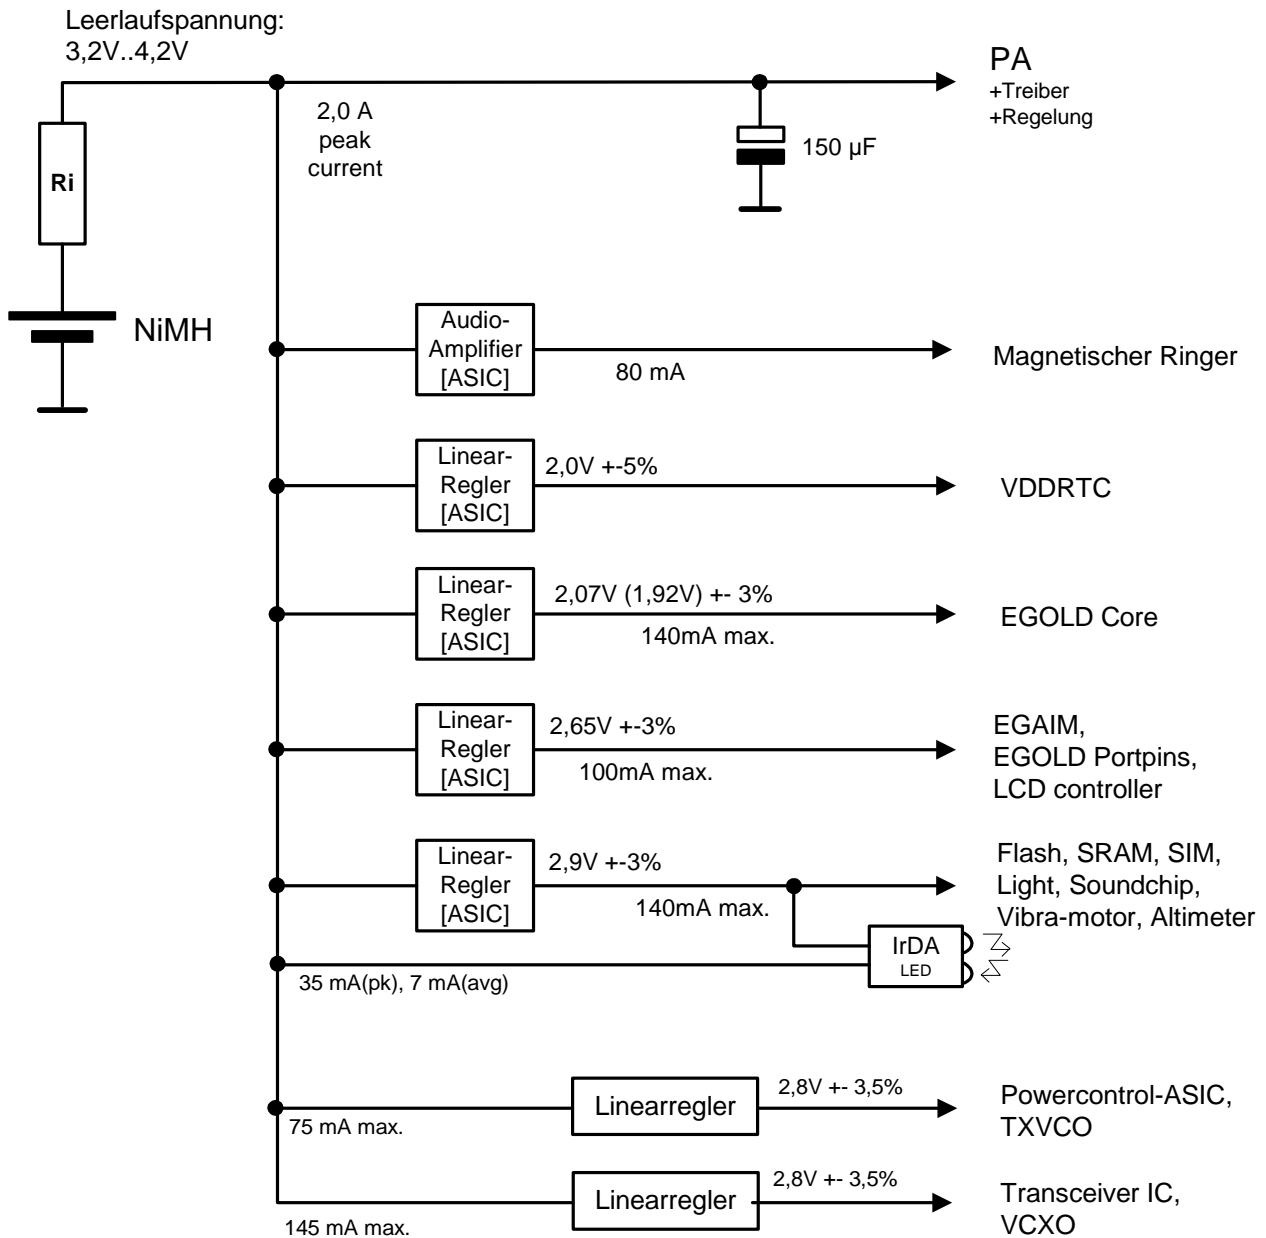 Leerlaufspannung:
3,2V..4,2V
PA
+Treiber
+Regelung
2,0 A
peak
current
150 µF
Ri
NiMH
Audio-
Amplifier
[ASIC]
80 mA
Magnetischer Ringer
Linear-
Regler
[ASIC]
2,0V +-5%
VDDRTC
Linear-
Regler
[ASIC]
2,07V (1,92V) +- 3%
140mA max.
EGOLD Core
Linear-
Regler
[ASIC]
2,65V +-3%
100mA max.
EGAIM,
EGOLD Portpins,
LCD controller
Linear-
Regler
[ASIC]
2,9V +-3%
140mA max.
Flash, SRAM, SIM,
Light, Soundchip,
Vibra-motor, Altimeter
IrDA
LED
35 mA(pk), 7 mA(avg)
Linearregler
2,8V +- 3,5%
75 mA max.
Powercontrol-ASIC,
TXVCO
Linearregler
2,8V +- 3,5%
145 mA max.
Transceiver IC,
VCXO